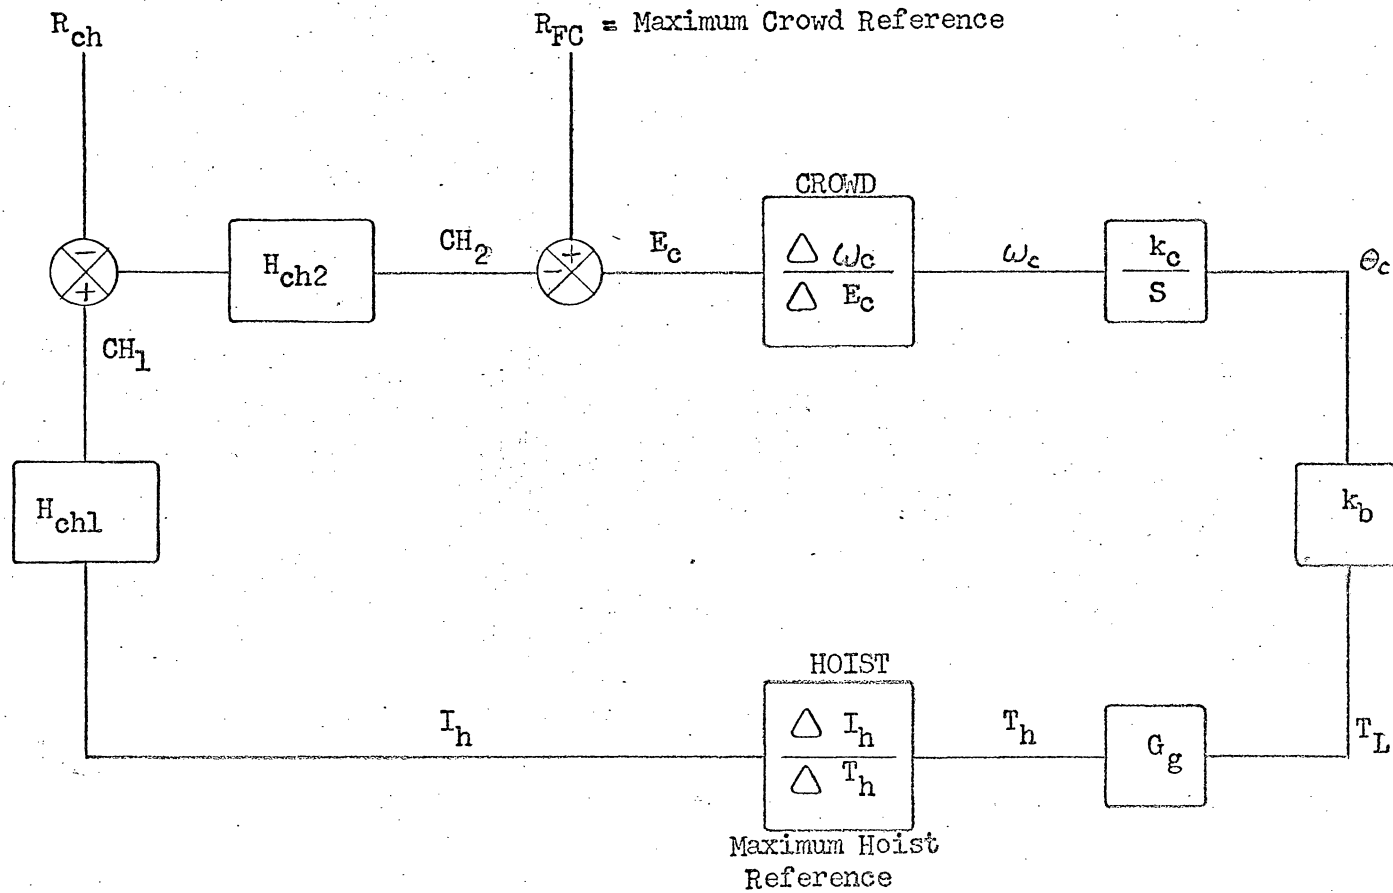 R_ch
R_FC = Maximum Crowd Reference
CROWD
- +
H_ch2
CH_2
- +
E_c
Δ ω_c
Δ E_c
ω_c
k_c
S
θ_c
CH_1
H_ch1
k_b
HOIST
I_h
Δ I_h
Δ T_h
T_h
G_g
T_L
Maximum Hoist
Reference